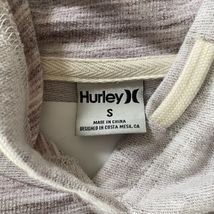 Hurley
S
MADE IN CHINA
DESIGNED IN COSTA MESA, CA